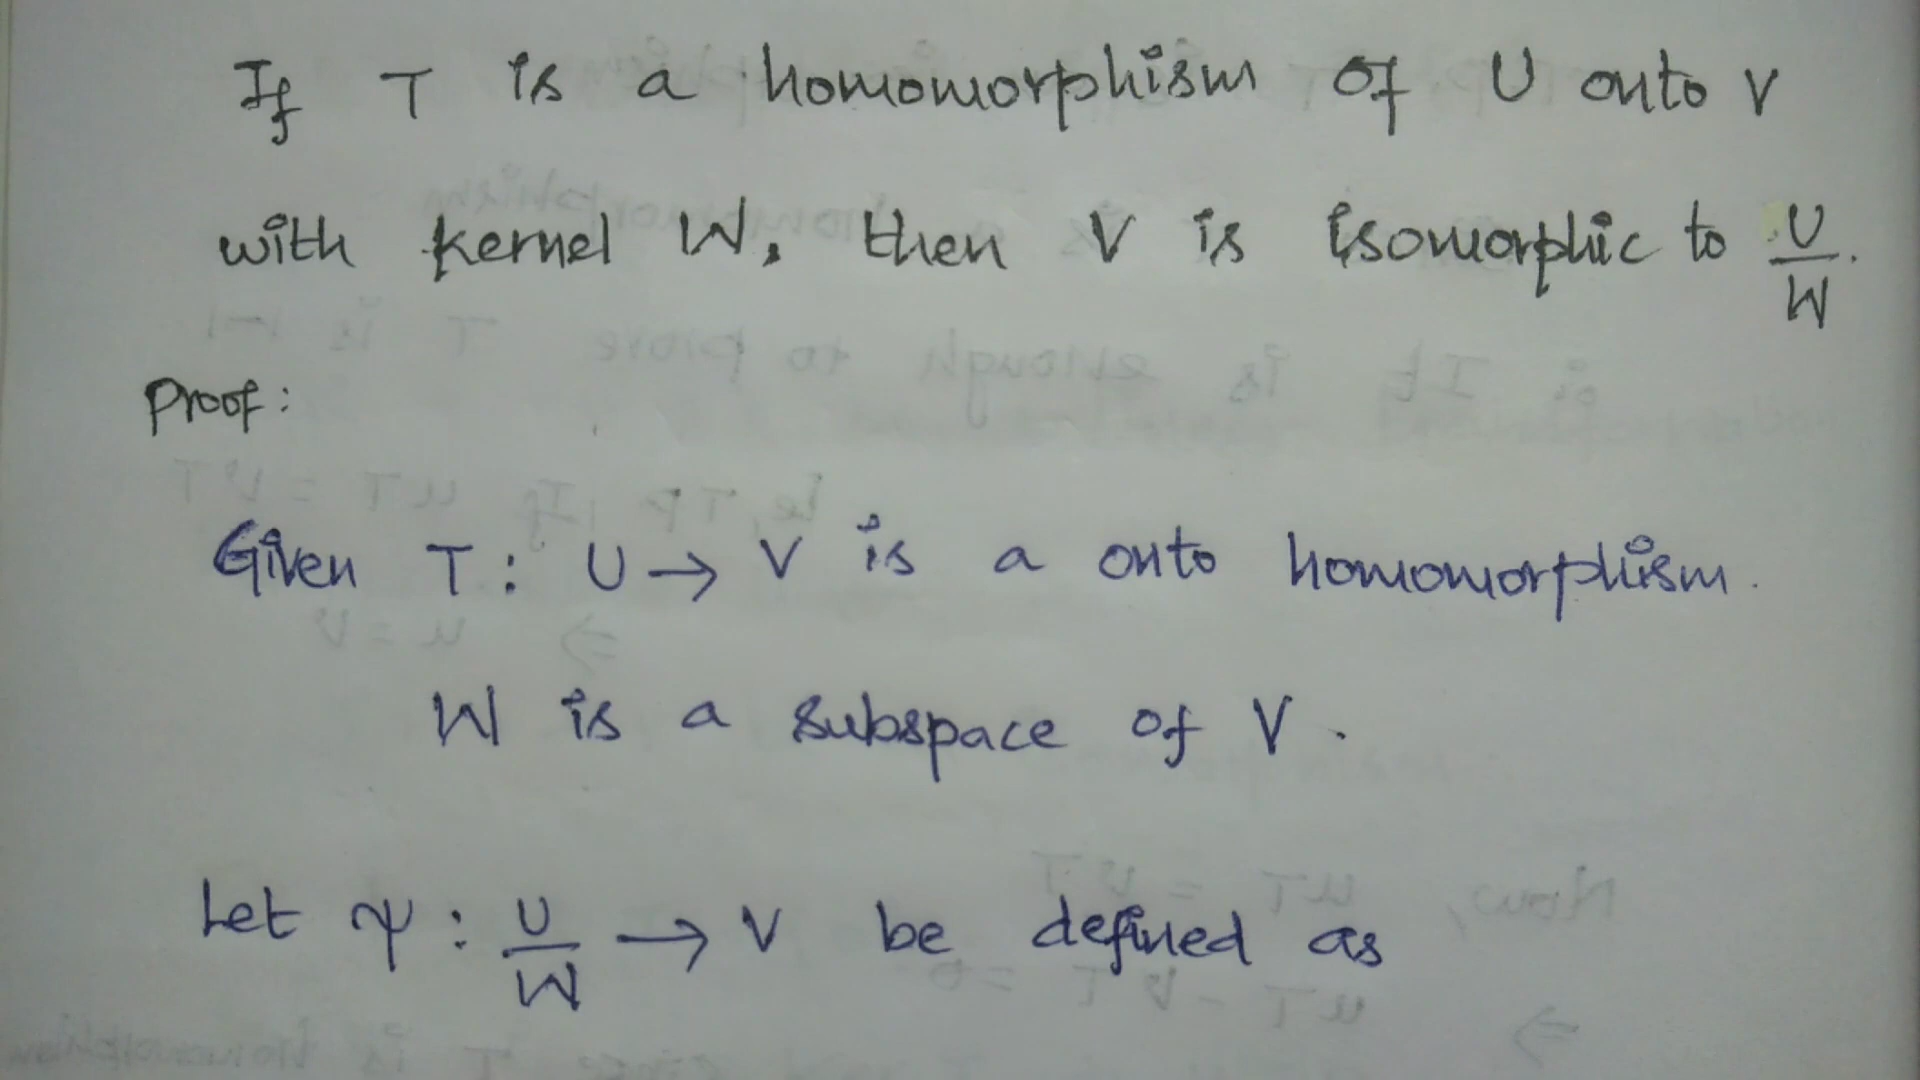 If T is a homomorphism of U onto V
with kernel W, then V is isomorphic to U/W.
Proof:
Given T : U → V is a onto homomorphism.
W is a subspace of V.
Let ψ : U/W → V be defined as